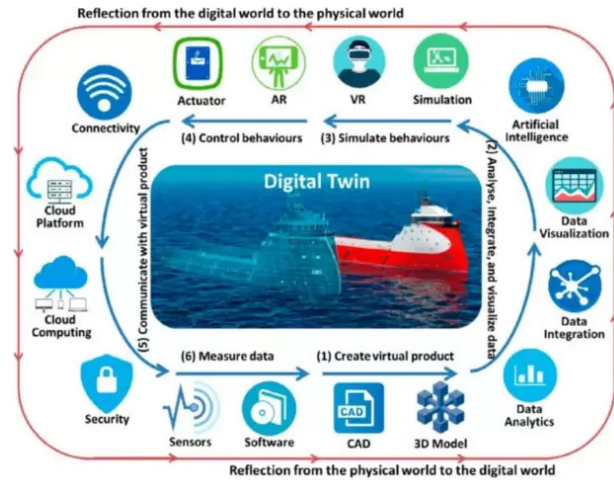 Reflection from the digital world to the physical world
Actuator
AR
VR
Simulation
Connectivity
Artificial
Intelligence
(4) Control behaviours
(3) Simulate behaviours
(2) Analyse, integrate, and visualize data
Digital Twin
Cloud
Platform
Data
Visualization
(5) Communicate with virtual product
Cloud
Computing
Data
Integration
(6) Measure data
(1) Create virtual product
Security
Sensors
Software
CAD
CAD
3D Model
Data
Analytics
Reflection from the physical world to the digital world